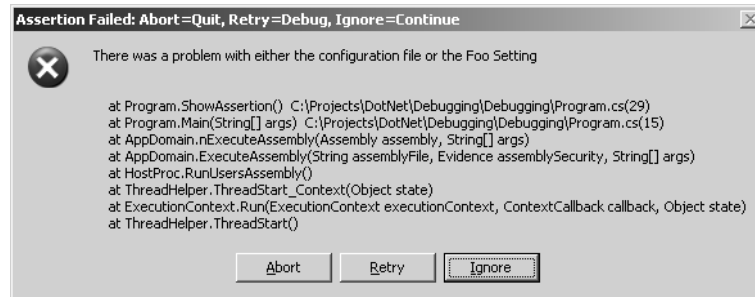 Assertion Failed: Abort=Quit, Retry=Debug, Ignore=Continue
There was a problem with either the configuration file or the Foo Setting
at Program.ShowAssertion()  C:\Projects\DotNet\Debugging\Debugging\Program.cs(29)
at Program.Main(String[] args)  C:\Projects\DotNet\Debugging\Debugging\Program.cs(15)
at AppDomain.nExecuteAssembly(Assembly assembly, String[] args)
at AppDomain.ExecuteAssembly(String assemblyFile, Evidence assemblySecurity, String[] args)
at HostProc.RunUsersAssembly()
at ThreadHelper.ThreadStart_Context(Object state)
at ExecutionContext.Run(ExecutionContext executionContext, ContextCallback callback, Object state)
at ThreadHelper.ThreadStart()
Abort Retry Ignore